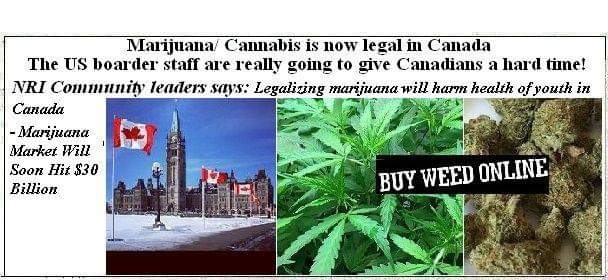 Marijuana/ Cannabis is now legal in Canada
The US boarder staff are really going to give Canadians a hard time!
NRI Community leaders says: Legalizing marijuana will harm health of youth in
Canada
- Marijuana
Market Will
Soon Hit $30
Billion
BUY WEED ONLINE